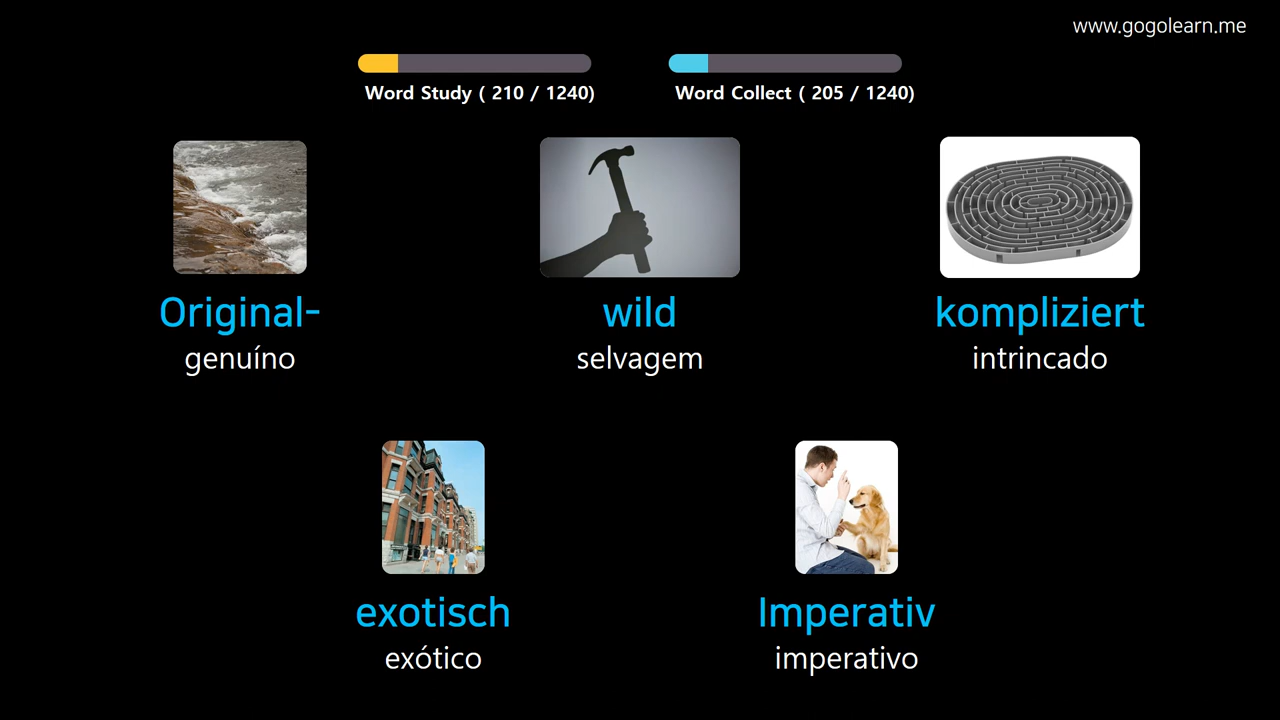 www.gogolearn.me
Word Study ( 210 / 1240)
Word Collect ( 205 / 1240)
Original-
genuíno
wild
selvagem
kompliziert
intrincado
exotisch
exótico
Imperativ
imperativo